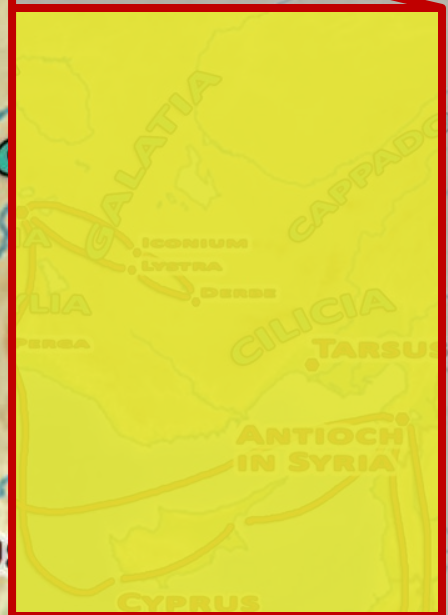 GALATIA
CAPPADO
ICONIUM
LYSTRA
DERBE
LIA
CILICIA
PERGA
TARSUS
ANTIOCH
IN SYRIA
CYPRUS